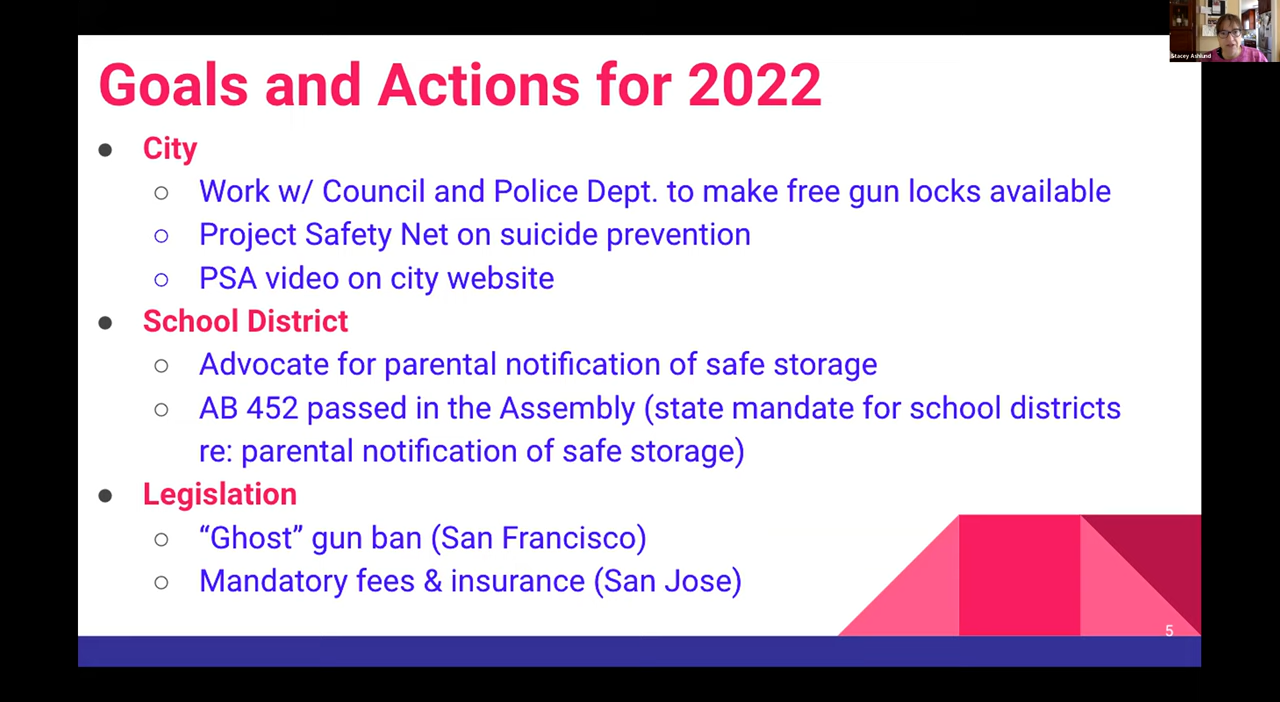 Goals and Actions for 2022
● City
○ Work w/ Council and Police Dept. to make free gun locks available
○ Project Safety Net on suicide prevention
○ PSA video on city website
● School District
○ Advocate for parental notification of safe storage
○ AB 452 passed in the Assembly (state mandate for school districts
re: parental notification of safe storage)
● Legislation
○ “Ghost” gun ban (San Francisco)
○ Mandatory fees & insurance (San Jose)
5
Stacey Ashlund